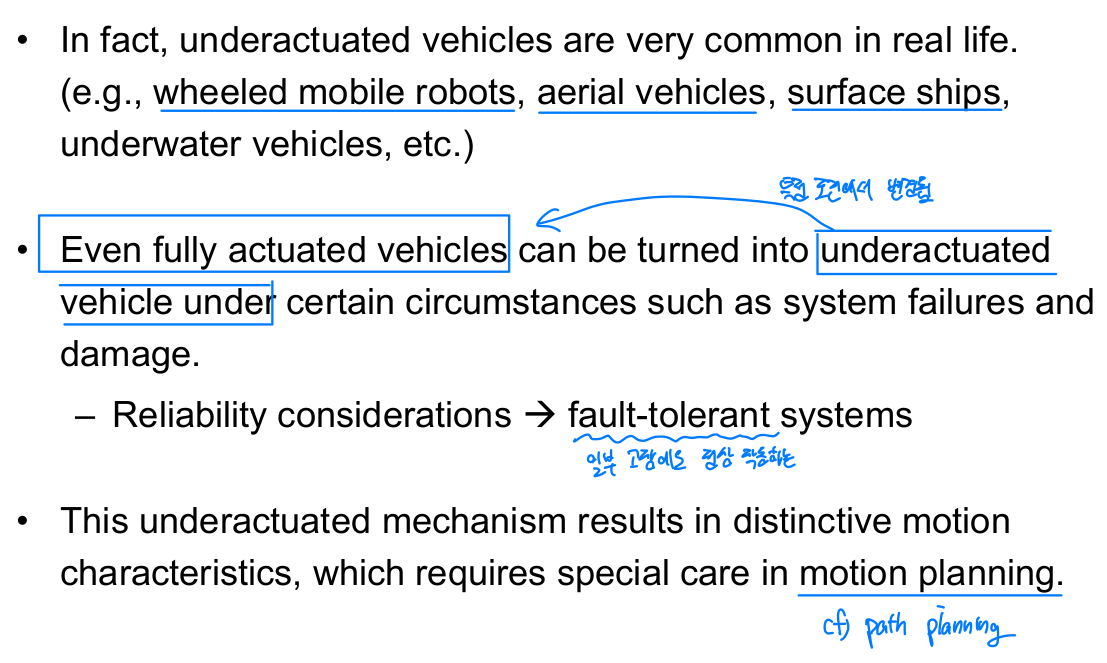 • In fact, underactuated vehicles are very common in real life.
(e.g., wheeled mobile robots, aerial vehicles, surface ships,
underwater vehicles, etc.)
특정 조건에서 변경됨
• Even fully actuated vehicles can be turned into underactuated
vehicle under certain circumstances such as system failures and
damage.
– Reliability considerations → fault-tolerant systems
일부 고장에도 정상 작동하는
• This underactuated mechanism results in distinctive motion
characteristics, which requires special care in motion planning.
cf) path planning